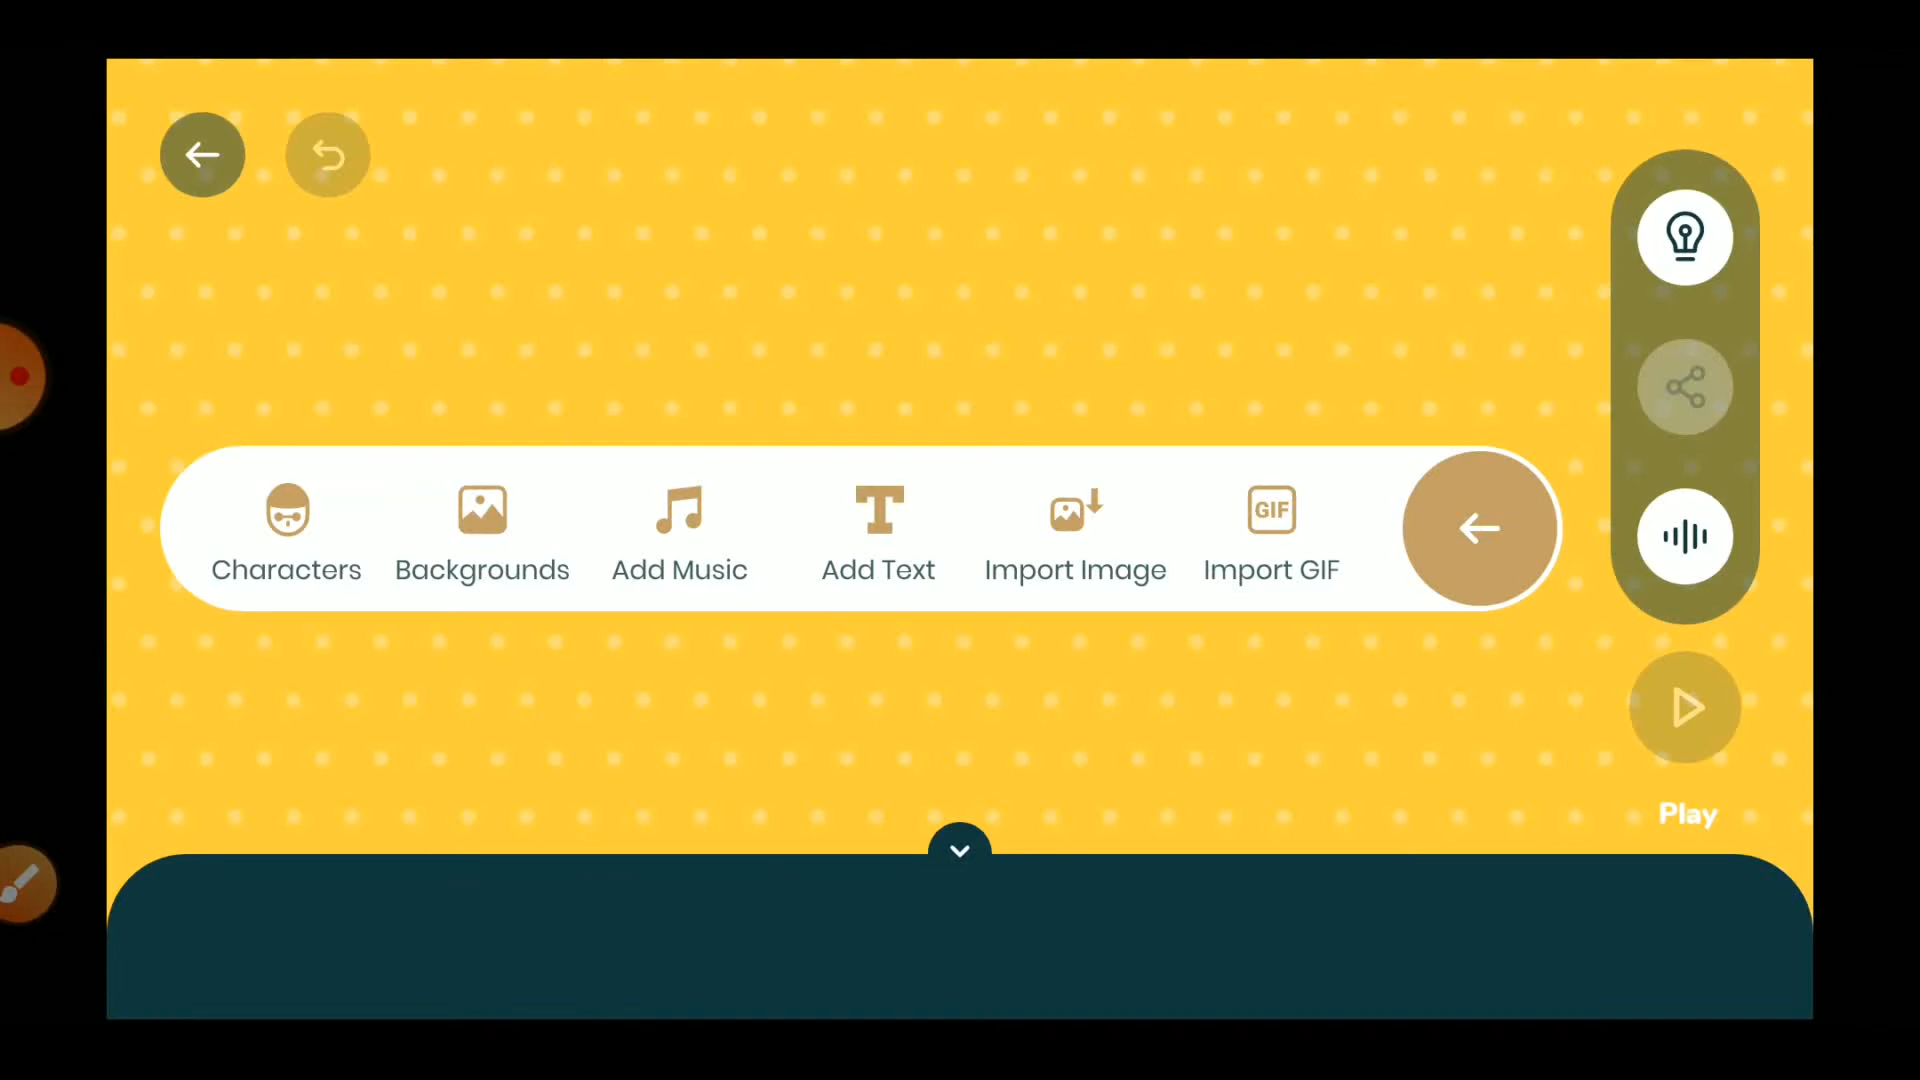 Characters
Backgrounds
Add Music
Add Text
Import Image
GIF
Import GIF
Play